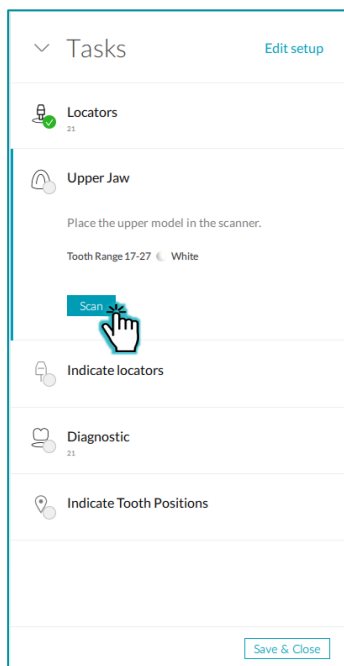 Tasks
Edit setup
Locators
21
Upper Jaw
Place the upper model in the scanner.
Tooth Range 17-27 White
Scan
Indicate locators
Diagnostic
21
Indicate Tooth Positions
Save & Close